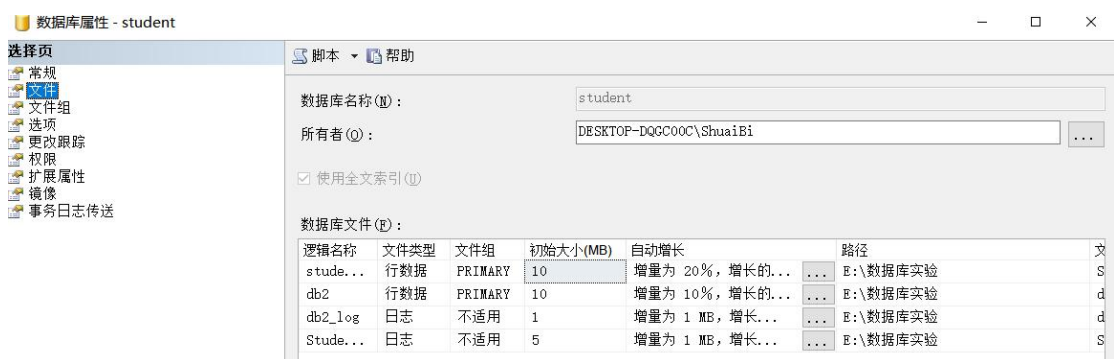 数据库属性 - student
选择页
常规
文件
文件组
选项
更改跟踪
权限
扩展属性
镜像
事务日志传送
脚本 帮助
数据库名称(N): student
所有者(O): DESKTOP-DQGC00C\ShuaiBi ...
使用全文索引(U)
数据库文件(F):
逻辑名称 文件类型 文件组 初始大小(MB) 自动增长 路径 文
stude... 行数据 PRIMARY 10 增量为 20%，增长的... ... E:\数据库实验 S
db2 行数据 PRIMARY 10 增量为 10%，增长的... ... E:\数据库实验 d
db2_log 日志 不适用 1 增量为 1 MB，增长... ... E:\数据库实验 d
Stude... 日志 不适用 5 增量为 1 MB，增长... ... E:\数据库实验 S